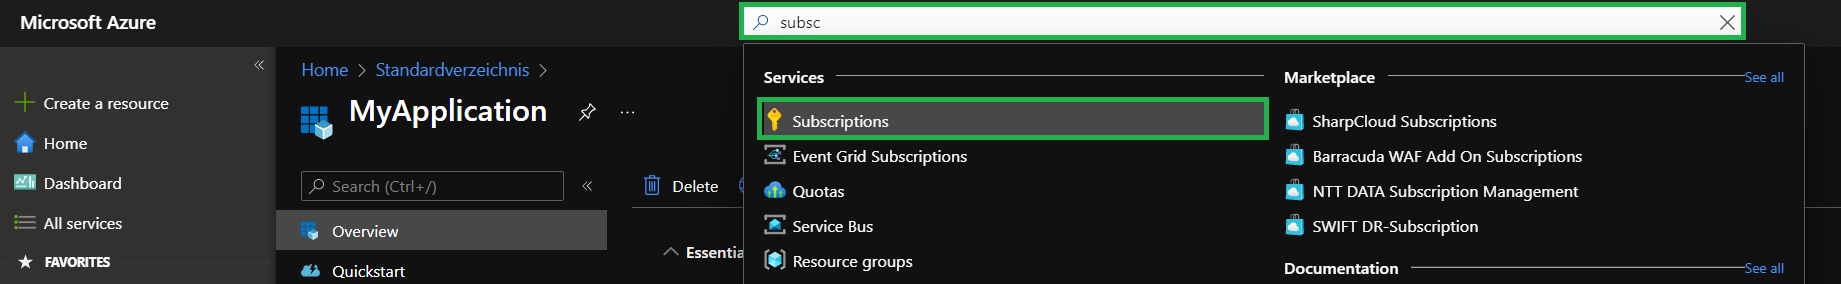 Microsoft Azure
subsc
Create a resource
Home
Dashboard
All services
FAVORITES
Home > Standardverzeichnis >
MyApplication
Search (Ctrl+/)
Overview
Quickstart
Delete
Essentia
Services
Subscriptions
Event Grid Subscriptions
Quotas
Service Bus
Resource groups
Marketplace See all
SharpCloud Subscriptions
Barracuda WAF Add On Subscriptions
NTT DATA Subscription Management
SWIFT DR-Subscription
Documentation See all